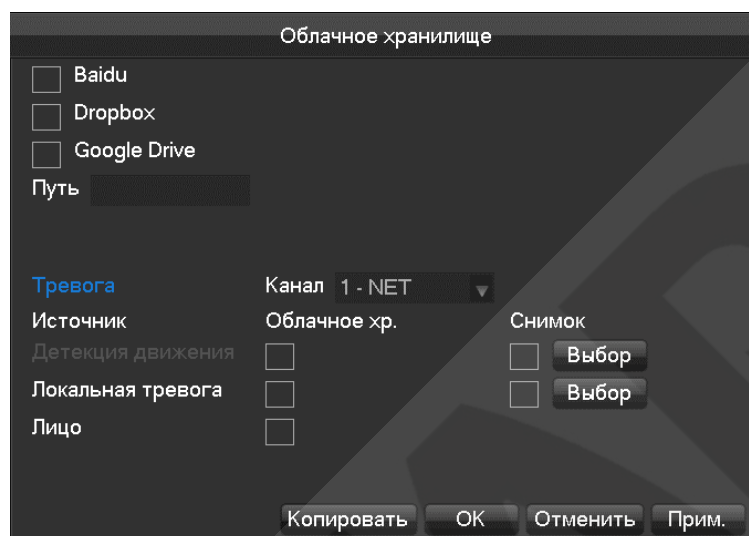 Облачное хранилище
Baidu
Dropbox
Google Drive
Путь
Тревога Канал 1 - NET
Источник Облачное хр. Снимок
Детекция движения Выбор
Локальная тревога Выбор
Лицо
Копировать OK Отменить Прим.